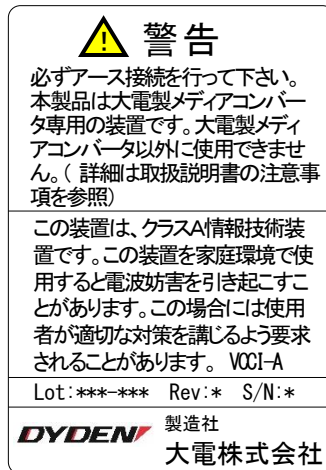 警告
必ずアース接続を行って下さい。
本製品は大電製メディアコンバー
タ専用の装置です。大電製メディ
アコンバータ以外に使用できませ
ん。( 詳細は取扱説明書の注意事
項を参照)
この装置は、クラスA情報技術装
置です。この装置を家庭環境で使
用すると電波妨害を引き起こすこ
とがあります。この場合には使用
者が適切な対策を講じるよう要求
されることがあります。 VCCI-A
Lot:***-*** Rev:* S/N:*
DYDEN 製造社
大電株式会社